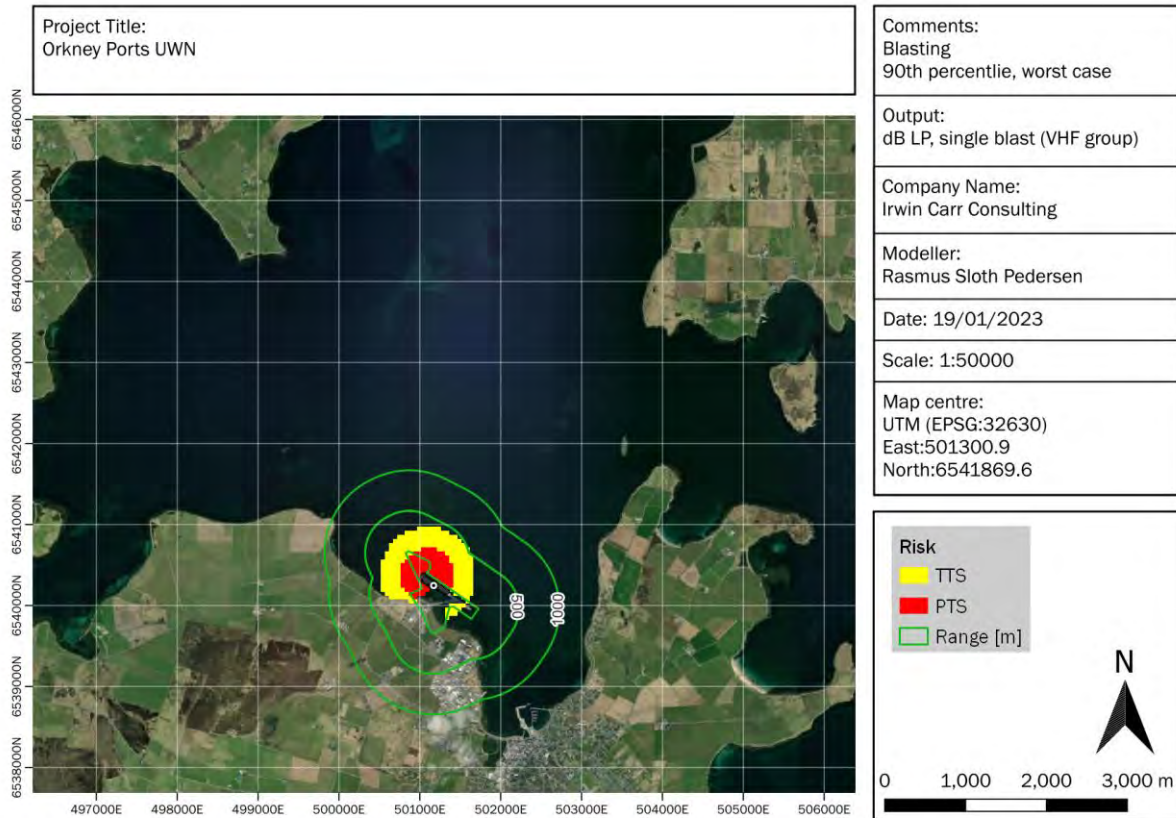 Project Title:
Orkney Ports UWN
Comments:
Blasting
90th percentlie, worst case
Output:
dB LP, single blast (VHF group)
Company Name:
Irwin Carr Consulting
Modeller:
Rasmus Sloth Pedersen
Date: 19/01/2023
Scale: 1:50000
Map centre:
UTM (EPSG:32630)
East:501300.9
North:6541869.6
6546000N
6545000N
6544000N
6543000N
6542000N
6541000N
6540000N
6539000N
6538000N
500
1000
497000E
498000E
499000E
500000E
501000E
502000E
503000E
504000E
505000E
506000E
Risk
TTS
PTS
Range [m]
N
0 1,000 2,000 3,000 m